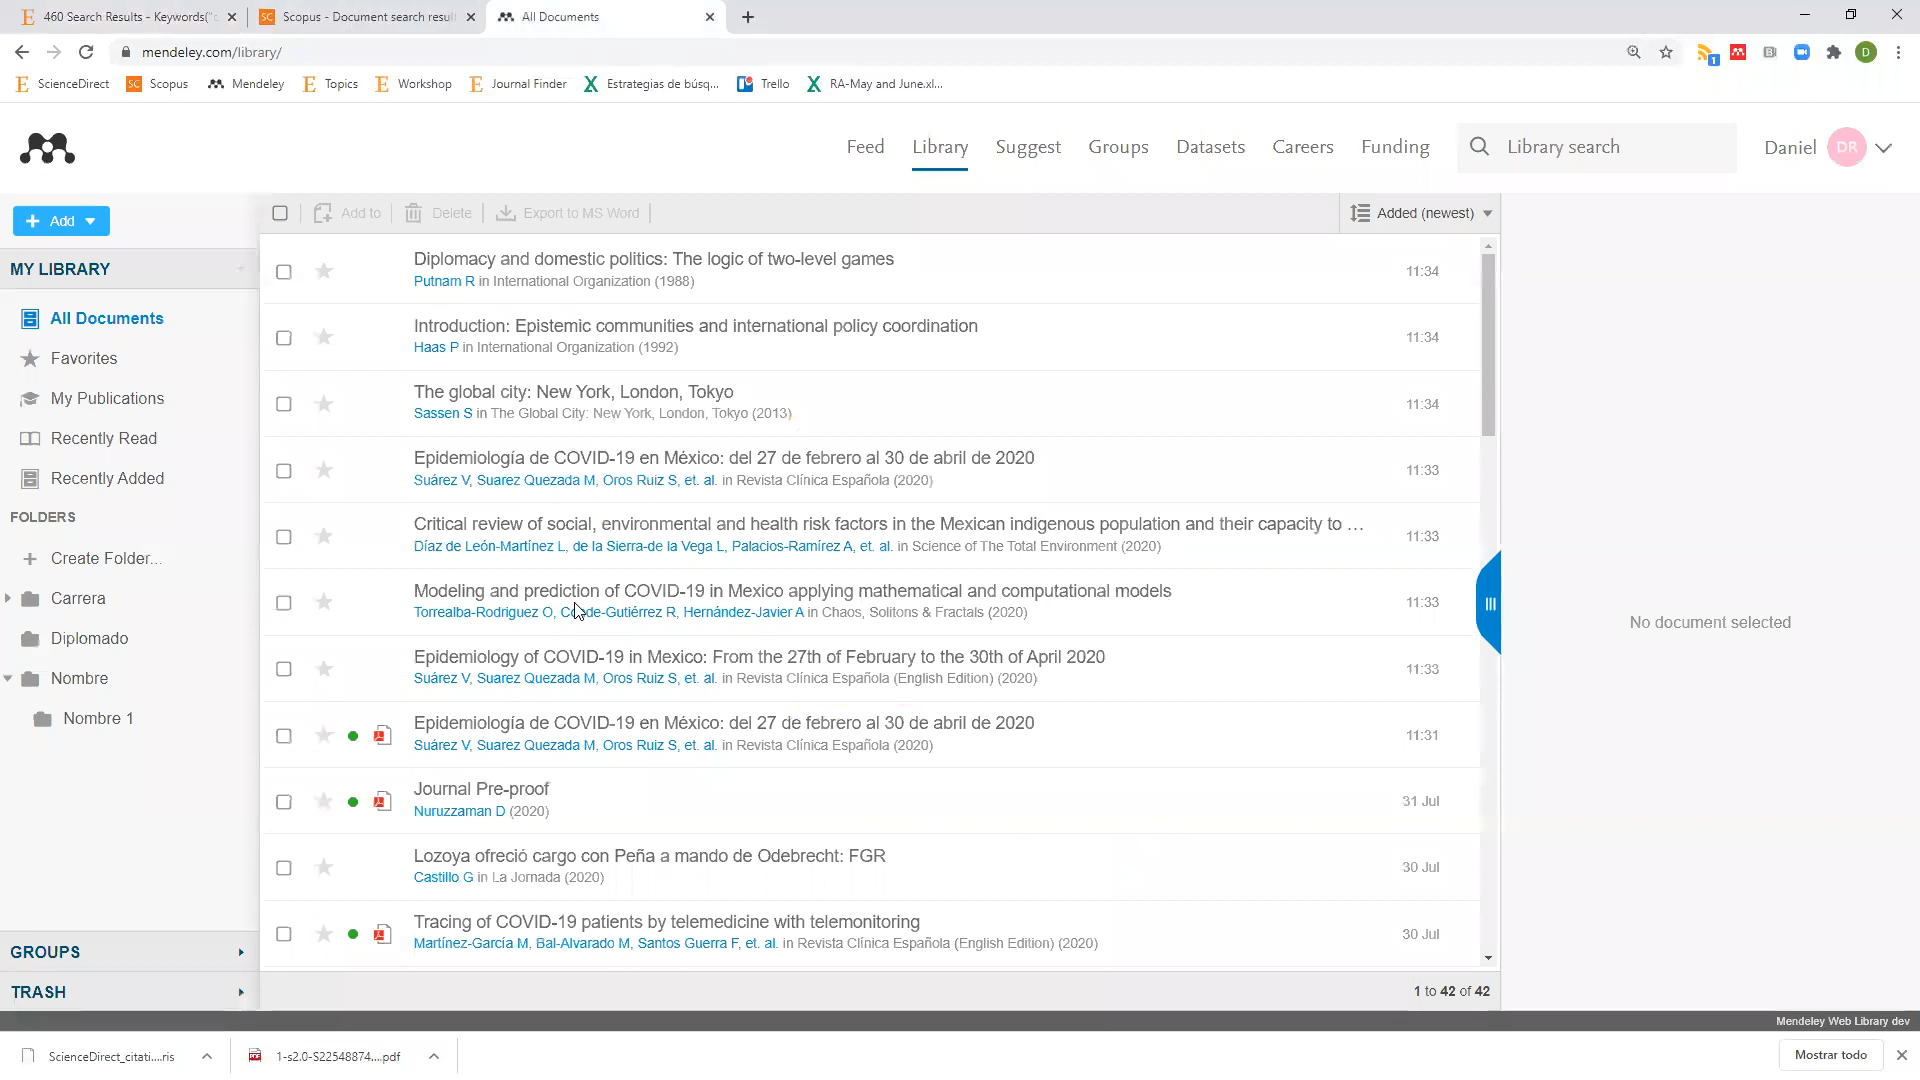 460 Search Results - Keywords("c
Scopus - Document search resul
All Documents
mendeley.com/library/
ScienceDirect
Scopus
Mendeley
Topics
Workshop
Journal Finder
Estrategias de búsq...
Trello
RA-May and June.xl...
Feed
Library
Suggest
Groups
Datasets
Careers
Funding
Library search
Daniel
DR
Add
Add to
Delete
Export to MS Word
Added (newest)
MY LIBRARY
All Documents
Favorites
My Publications
Recently Read
Recently Added
FOLDERS
Create Folder...
Carrera
Diplomado
Nombre
Nombre 1
GROUPS
TRASH
Diplomacy and domestic politics: The logic of two-level games
Putnam R in International Organization (1988)
11:34
Introduction: Epistemic communities and international policy coordination
Haas P in International Organization (1992)
11:34
The global city: New York, London, Tokyo
Sassen S in The Global City: New York, London, Tokyo (2013)
11:34
Epidemiología de COVID-19 en México: del 27 de febrero al 30 de abril de 2020
Suárez V, Suarez Quezada M, Oros Ruiz S, et. al. in Revista Clínica Española (2020)
11:33
Critical review of social, environmental and health risk factors in the Mexican indigenous population and their capacity to ...
Díaz de León-Martínez L, de la Sierra-de la Vega L, Palacios-Ramírez A, et. al. in Science of The Total Environment (2020)
11:33
Modeling and prediction of COVID-19 in Mexico applying mathematical and computational models
Torrealba-Rodriguez O, Conde-Gutiérrez R, Hernández-Javier A in Chaos, Solitons & Fractals (2020)
11:33
Epidemiology of COVID-19 in Mexico: From the 27th of February to the 30th of April 2020
Suárez V, Suarez Quezada M, Oros Ruiz S, et. al. in Revista Clínica Española (English Edition) (2020)
11:33
Epidemiología de COVID-19 en México: del 27 de febrero al 30 de abril de 2020
Suárez V, Suarez Quezada M, Oros Ruiz S, et. al. in Revista Clínica Española (2020)
11:31
Journal Pre-proof
Nuruzzaman D (2020)
31 Jul
Lozoya ofreció cargo con Peña a mando de Odebrecht: FGR
Castillo G in La Jornada (2020)
30 Jul
Tracing of COVID-19 patients by telemedicine with telemonitoring
Martínez-García M, Bal-Alvarado M, Santos Guerra F, et. al. in Revista Clínica Española (English Edition) (2020)
30 Jul
No document selected
1 to 42 of 42
Mendeley Web Library dev
ScienceDirect_citati....ris
1-s2.0-S22548874....pdf
Mostrar todo